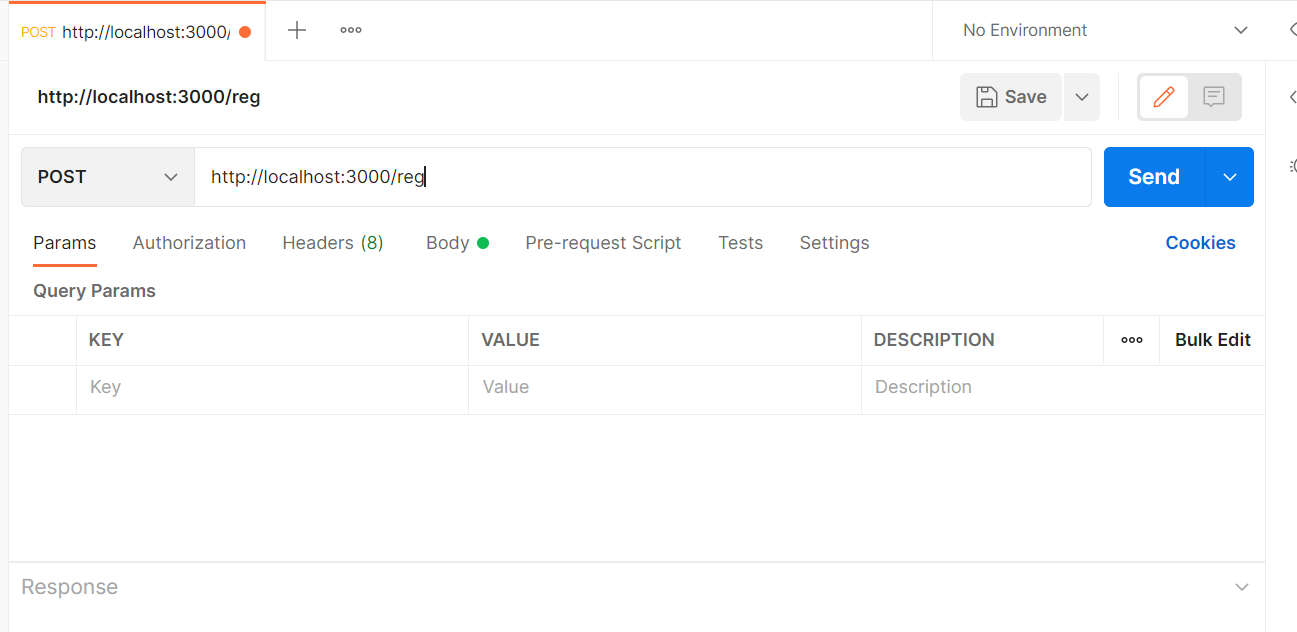 POST http://localhost:3000/
No Environment
http://localhost:3000/reg
Save
POST http://localhost:3000/reg Send
Params Authorization Headers (8) Body Pre-request Script Tests Settings Cookies
Query Params
KEY VALUE DESCRIPTION Bulk Edit
Key Value Description
Response